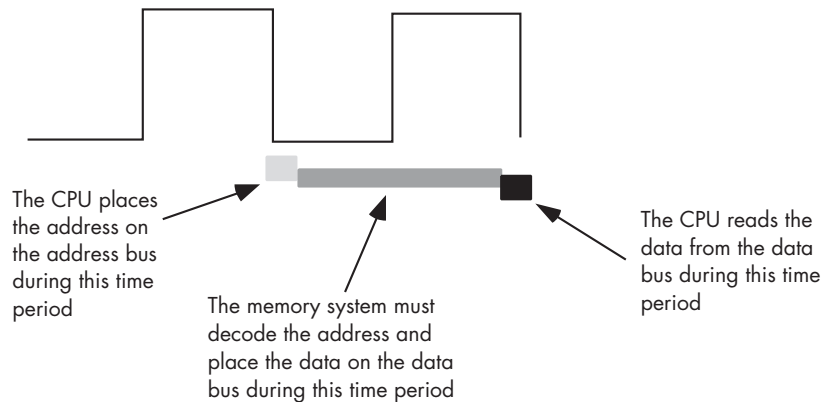 The CPU places
the address on
the address bus
during this time
period
The memory system must
decode the address and
place the data on the data
bus during this time period
The CPU reads the
data from the data
bus during this time
period